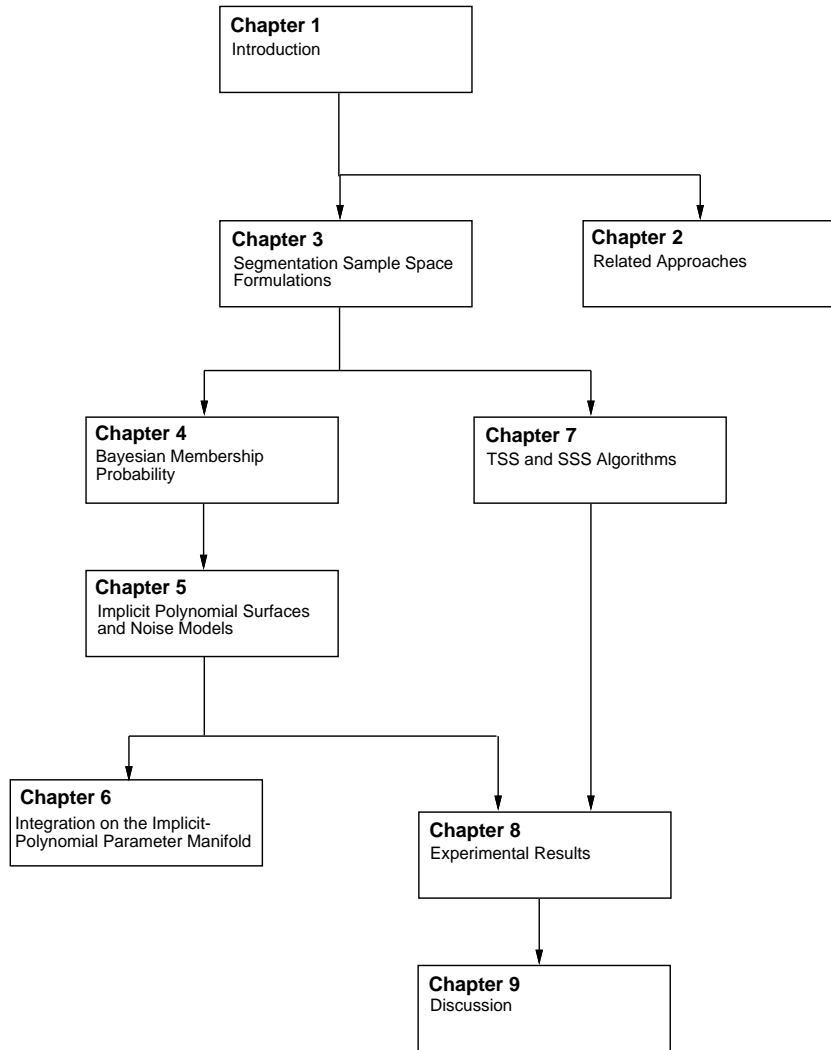 Chapter 1
Introduction
Chapter 3
Segmentation Sample Space
Formulations
Chapter 2
Related Approaches
Chapter 4
Bayesian Membership
Probability
Chapter 7
TSS and SSS Algorithms
Chapter 5
Implicit Polynomial Surfaces
and Noise Models
Chapter 6
Integration on the Implicit-
Polynomial Parameter Manifold
Chapter 8
Experimental Results
Chapter 9
Discussion